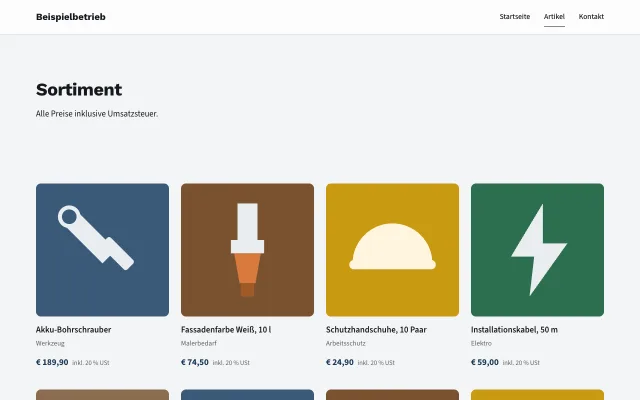 Beispielbetrieb
Startseite Artikel Kontakt
Sortiment
Alle Preise inklusive Umsatzsteuer.
Akku-Bohrschrauber
Werkzeug
€ 189,90 inkl. 20 % USt
Fassadenfarbe Weiß, 10 l
Malerbedarf
€ 74,50 inkl. 20 % USt
Schutzhandschuhe, 10 Paar
Arbeitsschutz
€ 24,90 inkl. 20 % USt
Installationskabel, 50 m
Elektro
€ 59,00 inkl. 20 % USt